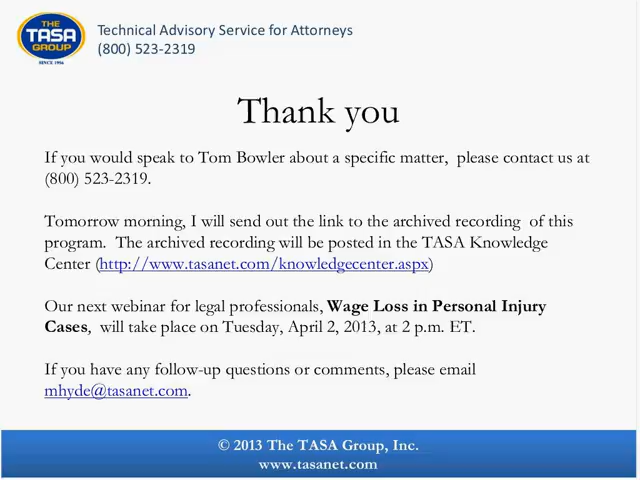 THE
TASA
GROUP
SINCE 1956
Technical Advisory Service for Attorneys
(800) 523-2319
Thank you
If you would speak to Tom Bowler about a specific matter,  please contact us at
(800) 523-2319.
Tomorrow morning, I will send out the link to the archived recording  of this
program.  The archived recording will be posted in the TASA Knowledge
Center (http://www.tasanet.com/knowledgecenter.aspx)
Our next webinar for legal professionals, Wage Loss in Personal Injury
Cases,  will take place on Tuesday, April 2, 2013, at 2 p.m. ET.
If you have any follow-up questions or comments, please email
mhyde@tasanet.com.
© 2013 The TASA Group, Inc.
www.tasanet.com